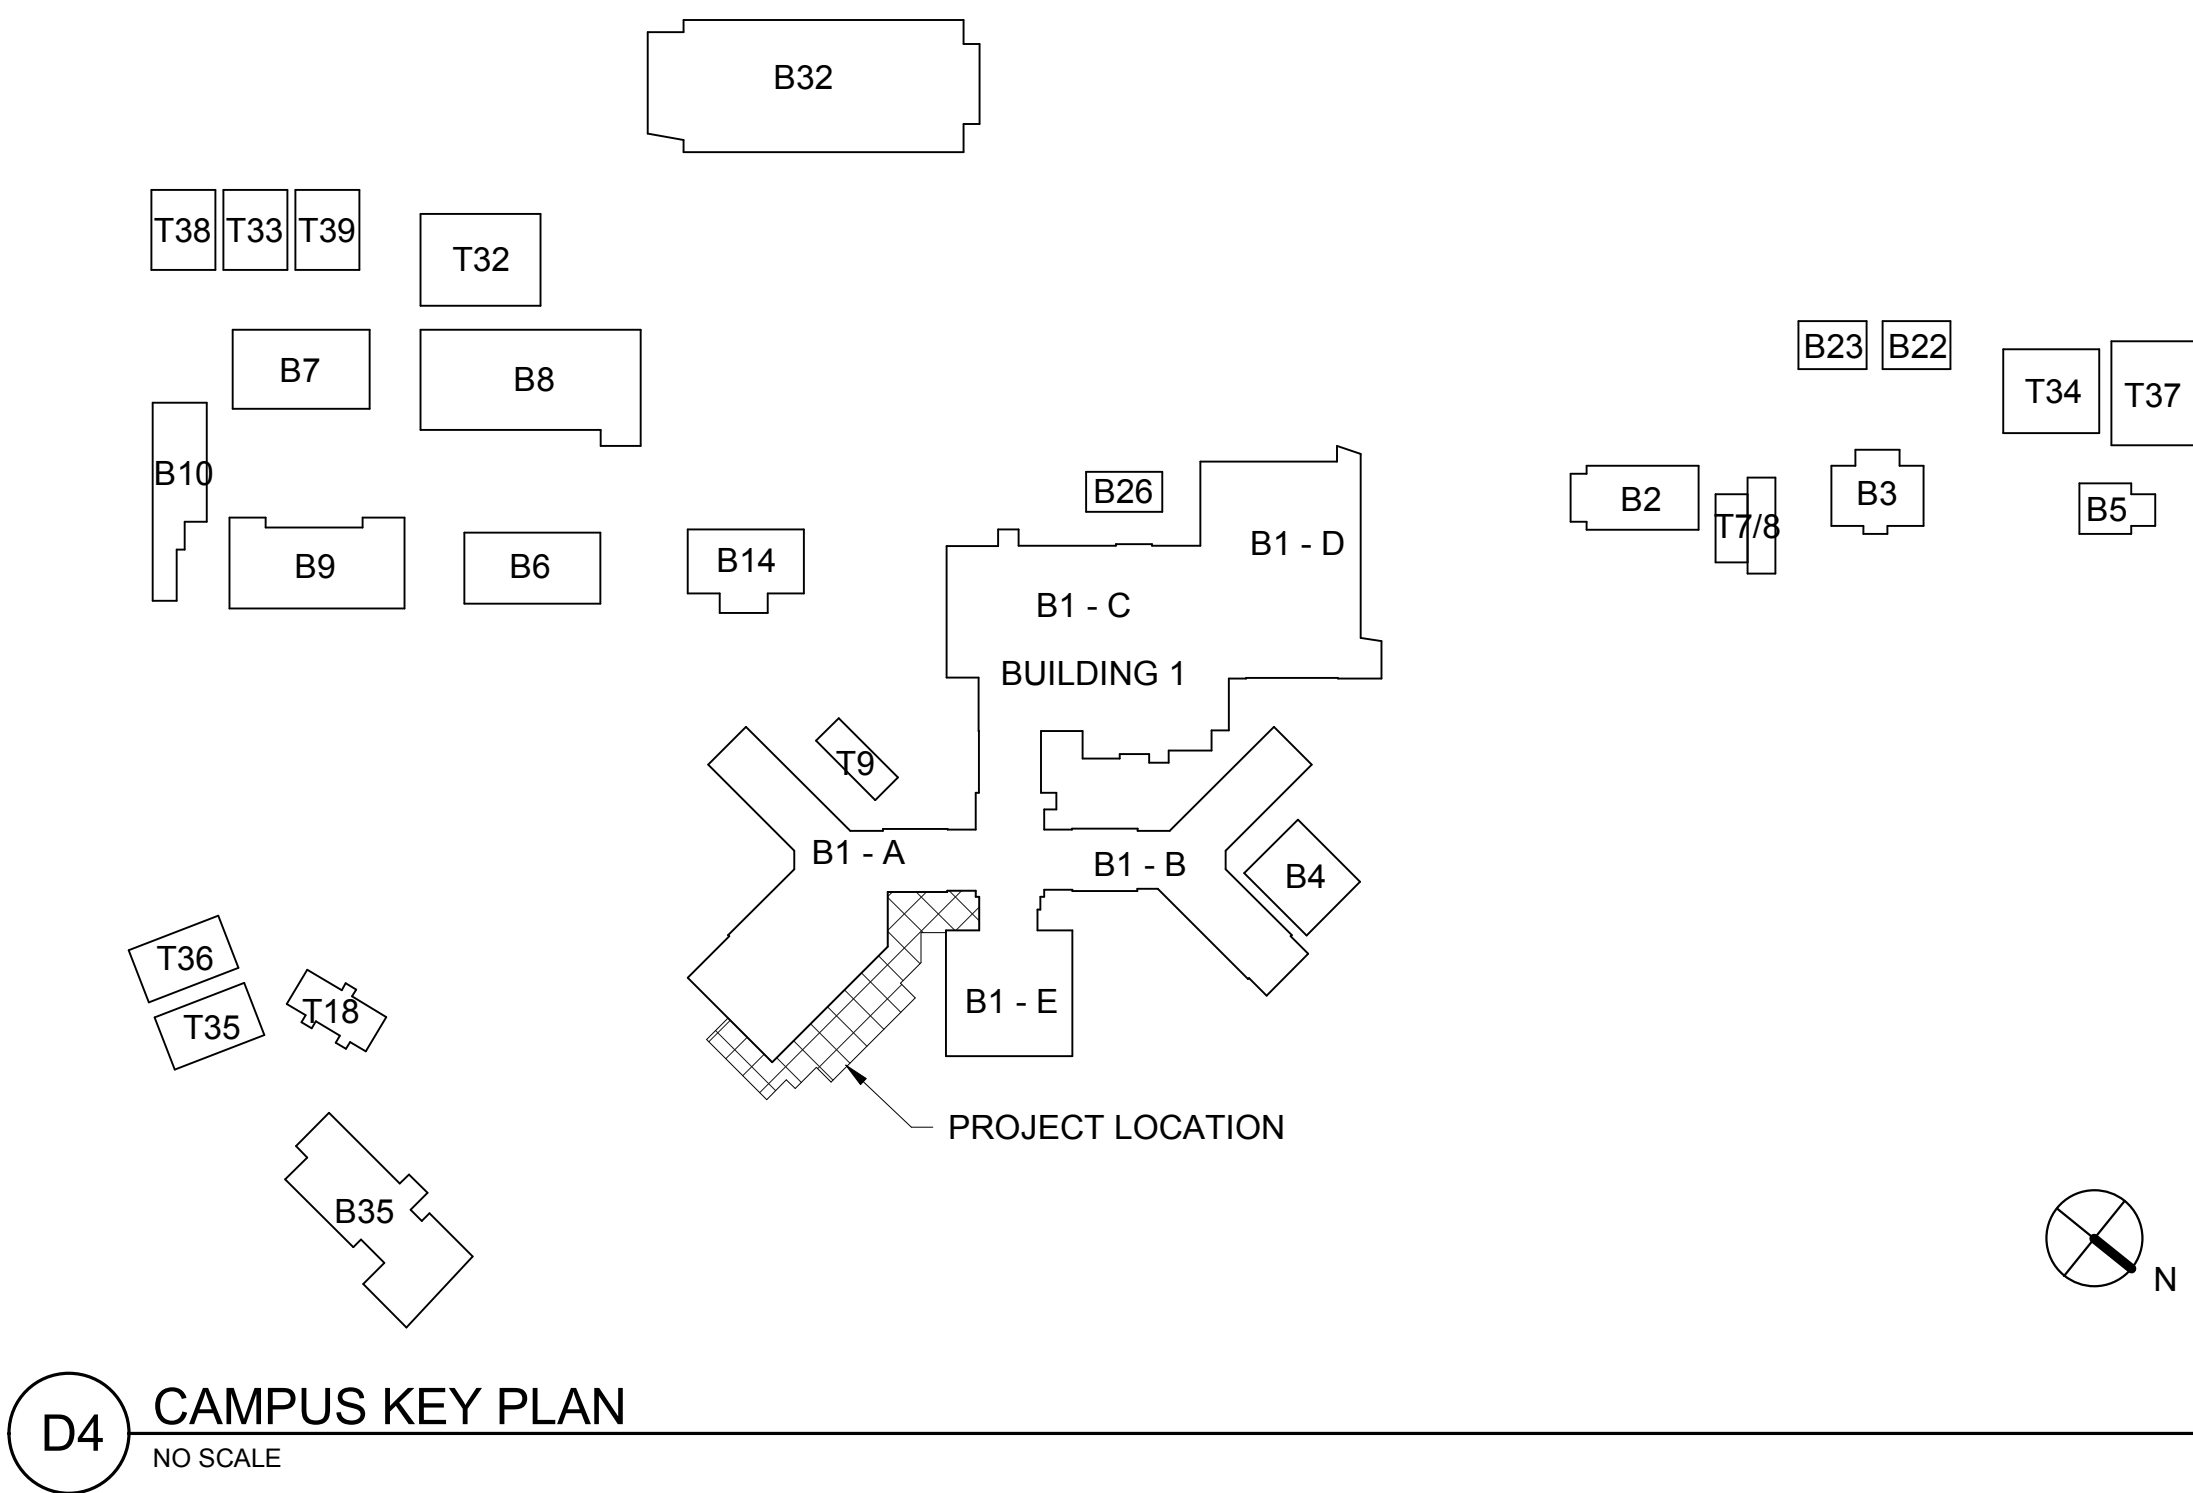 B32
T38 T33 T39
T32
B7
B8
B23 B22
T34
T37
B10
B26
B2
B3
T7/8
B5
B9
B6
B14
B1 - D
B1 - C
BUILDING 1
T9
B1 - A
B1 - B
B4
T36
T18
T35
B1 - E
PROJECT LOCATION
B35
N
D4
CAMPUS KEY PLAN
NO SCALE